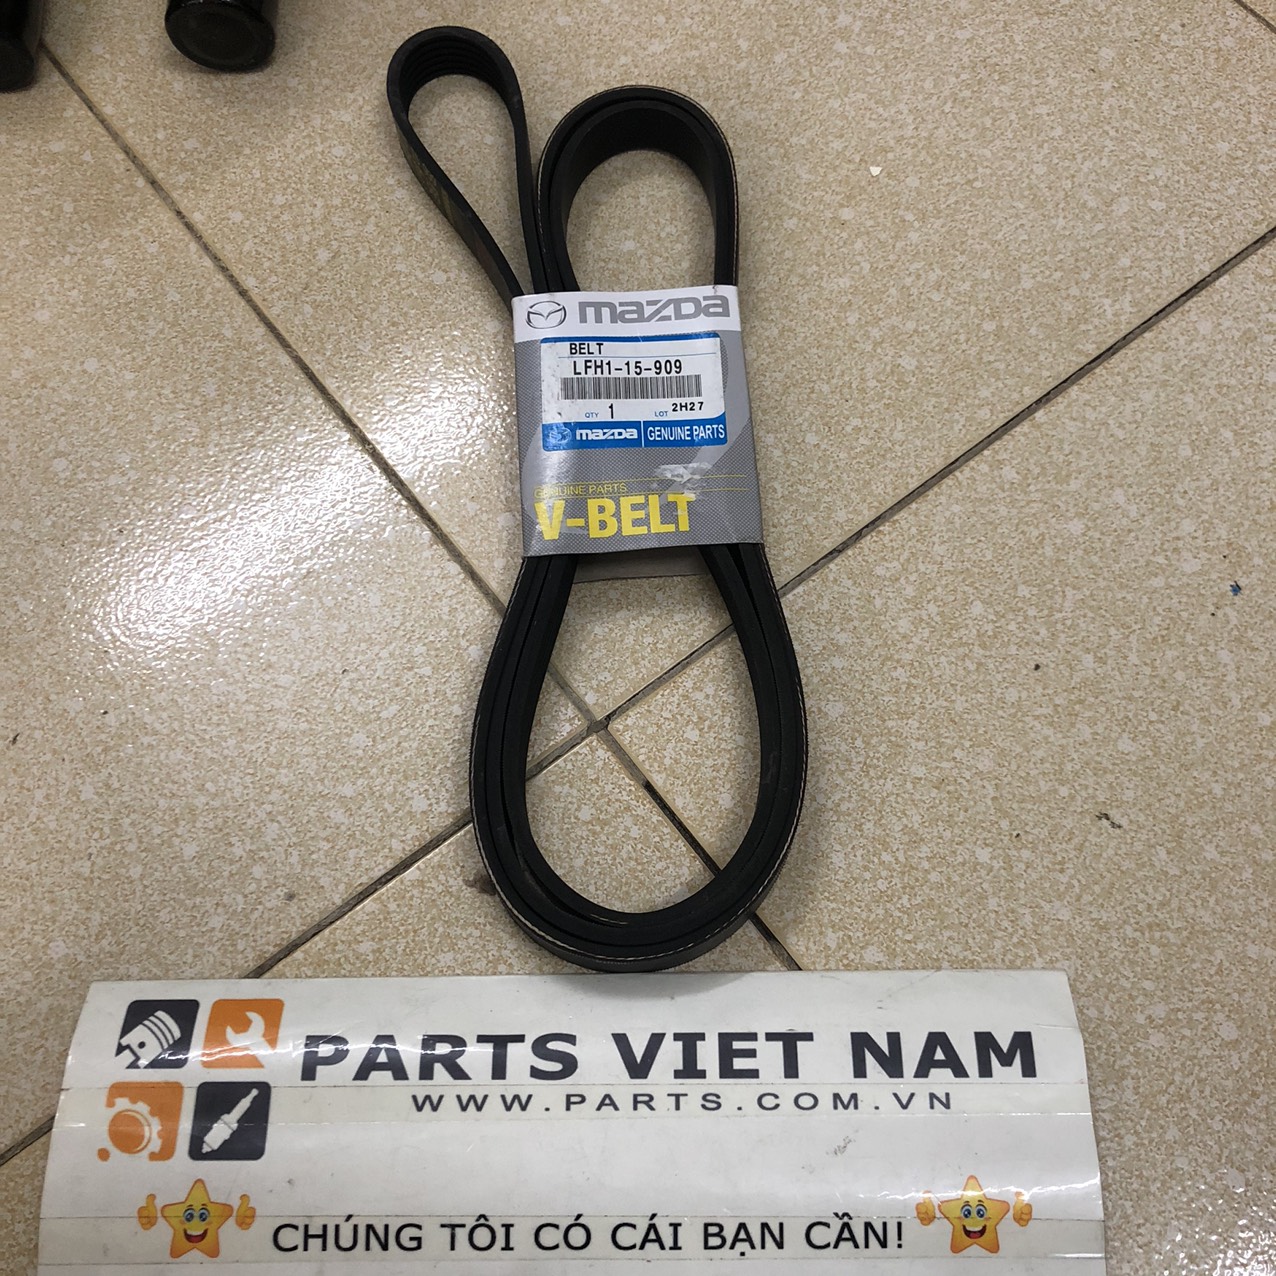 mazda
BELT
LFH1-15-909
QTY 1 LOT 2H27
mazda GENUINE PARTS
GENUINE PARTS
V-BELT
PARTS VIET NAM
WWW.PARTS.COM.VN
CHÚNG TÔI CÓ CÁI BẠN CẦN!